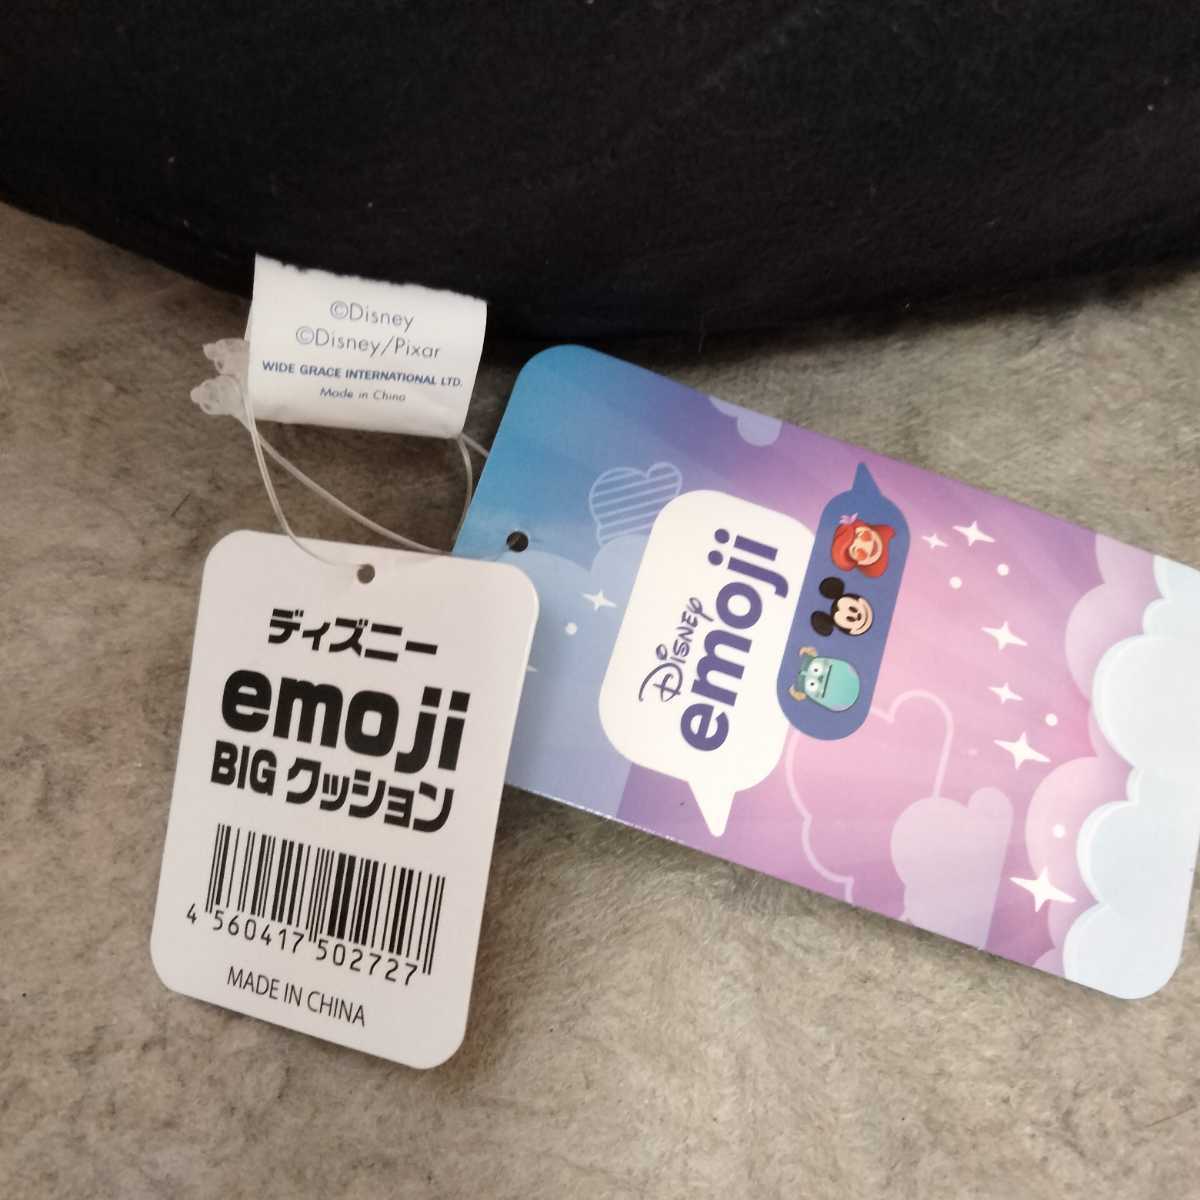 ©Disney
©Disney/Pixar
WIDE GRACE INTERNATIONAL LTD.
Made in China
ディズニー
emoji
BIG クッション
4 560417 502727
MADE IN CHINA
Disney
emoji